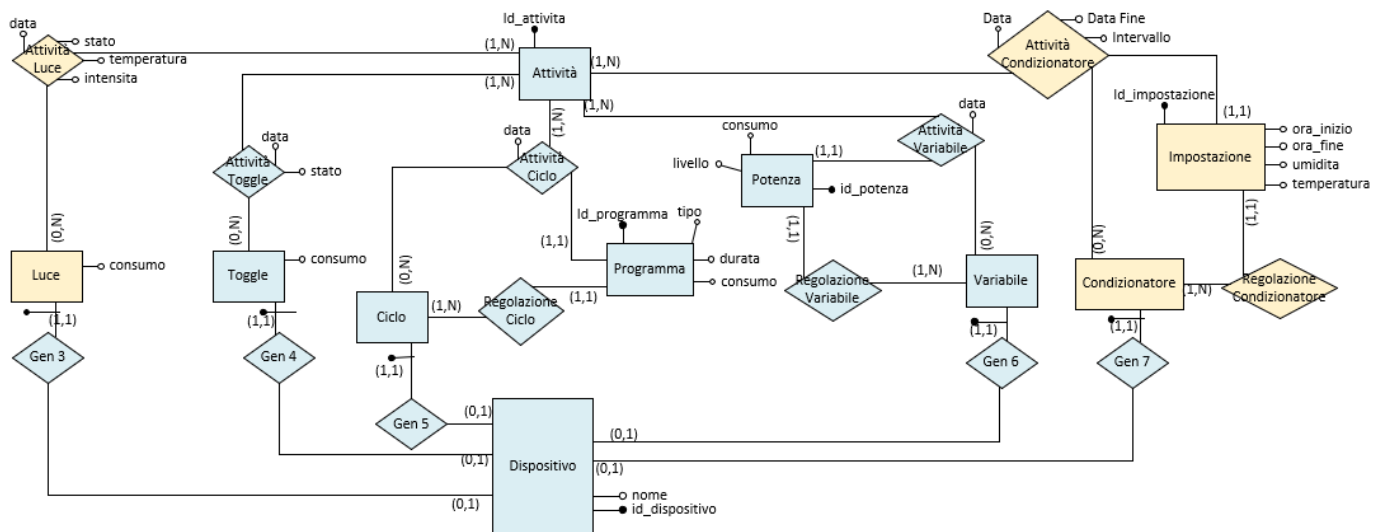 data
Id_attivita
Data
Data Fine
stato
(1,N)
Intervallo
Attività
Luce
temperatura
Attività
Condizionatore
(1,N)
intensita
(1,N)
Attività
Id_impostazione
(1,1)
(1,N)
(1,N)
data
consumo
ora_inizio
data
data
Attività
Variabile
ora_fine
Attività
Toggle
stato
Attività
Ciclo
livello
Potenza
(1,1)
Impostazione
umidita
id_potenza
temperatura
(0,N)
(0,N)
Id_programma
tipo
(1,1)
(0,N)
(0,N)
(1,1)
(1,1)
Luce
consumo
Toggle
consumo
(0,N)
Programma
durata
consumo
Regolazione
Variabile
(1,N)
Variabile
Condizionatore
(1,N)
Regolazione
Condizionatore
Ciclo
(1,N)
Regolazione
Ciclo
(1,1)
(1,1)
(1,1)
(1,1)
(1,1)
Gen 3
Gen 4
(1,1)
Gen 6
Gen 7
Gen 5
(0,1)
(0,1)
(0,1)
Dispositivo
(0,1)
(0,1)
nome
id_dispositivo